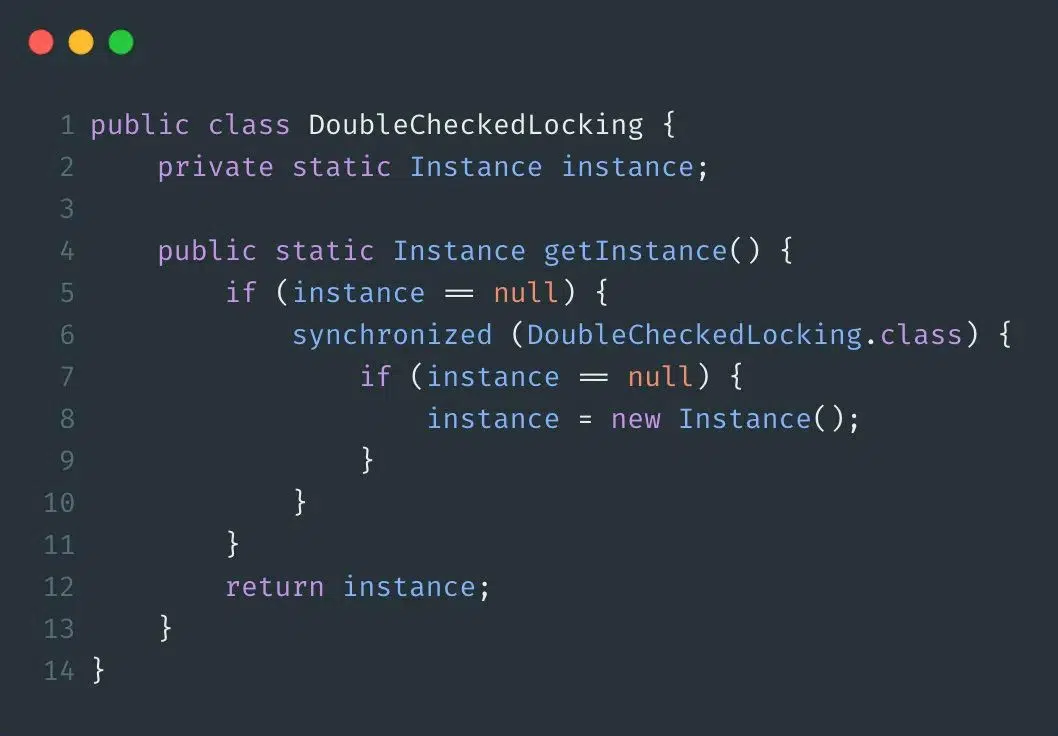 1 public class DoubleCheckedLocking {
2     private static Instance instance;
3
4     public static Instance getInstance() {
5         if (instance == null) {
6             synchronized (DoubleCheckedLocking.class) {
7                 if (instance == null) {
8                     instance = new Instance();
9                 }
10             }
11         }
12         return instance;
13     }
14 }